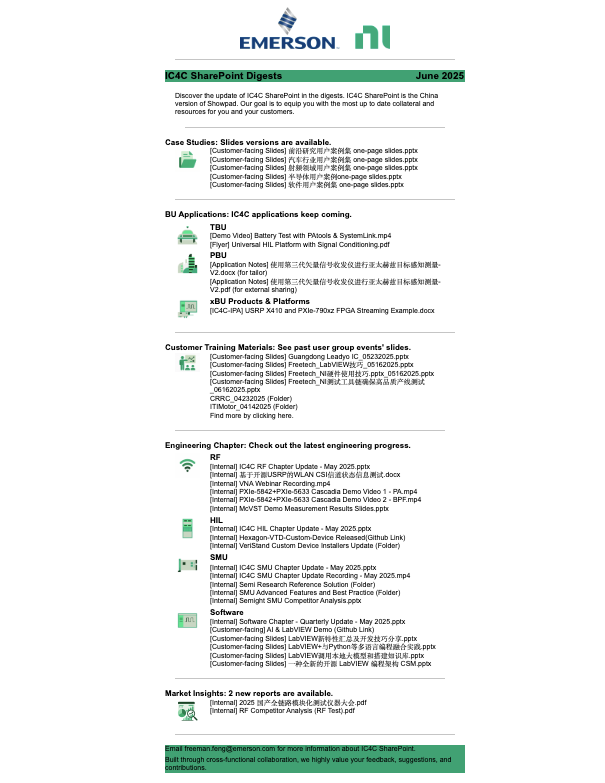 EMERSON
ni
IC4C SharePoint Digests June 2025
Discover the update of IC4C SharePoint in the digests. IC4C SharePoint is the China
version of Showpad. Our goal is to equip you with the most up to date collateral and
resources for you and your customers.
Case Studies: Slides versions are available.
[Customer-facing Slides] 前沿研究用户案例集 one-page slides.pptx
[Customer-facing Slides] 汽车行业用户案例集 one-page slides.pptx
[Customer-facing Slides] 射频领域用户案例集 one-page slides.pptx
[Customer-facing Slides] 半导体用户案例one-page slides.pptx
[Customer-facing Slides] 软件用户案例集 one-page slides.pptx
BU Applications: IC4C applications keep coming.
TBU
[Demo Video] Battery Test with PAtools & SystemLink.mp4
[Flyer] Universal HIL Platform with Signal Conditioning.pdf
PBU
[Application Notes] 使用第三代矢量信号收发仪进行亚太赫兹目标感知测量-
V2.docx (for tailor)
[Application Notes] 使用第三代矢量信号收发仪进行亚太赫兹目标感知测量-
V2.pdf (for external sharing)
xBU Products & Platforms
[IC4C-IPA] USRP X410 and PXIe-790xz FPGA Streaming Example.docx
Customer Training Materials: See past user group events' slides.
[Customer-facing Slides] Guangdong Leadyo IC_05232025.pptx
[Customer-facing Slides] Freetech_LabVIEW技巧_05162025.pptx
[Customer-facing Slides] Freetech_NI硬件使用技巧.pptx_05162025.pptx
[Customer-facing Slides] Freetech_NI测试工具链确保高品质产线测试
_06162025.pptx
CRRC_04232025 (Folder)
ITIMotor_04142025 (Folder)
Find more by clicking here.
Engineering Chapter: Check out the latest engineering progress.
RF
[Internal] IC4C RF Chapter Update - May 2025.pptx
[Internal] 基于开源USRP的WLAN CSI信道状态信息测试.docx
[Internal] VNA Webinar Recording.mp4
[Internal] PXIe-5842+PXIe-5633 Cascadia Demo Video 1 - PA.mp4
[Internal] PXIe-5842+PXIe-5633 Cascadia Demo Video 2 - BPF.mp4
[Internal] McVST Demo Measurement Results Slides.pptx
HIL
[Internal] IC4C HIL Chapter Update - May 2025.pptx
[Internal] Hexagon-VTD-Custom-Device Released(Github Link)
[Internal] VeriStand Custom Device Installers Update (Folder)
SMU
[Internal] IC4C SMU Chapter Update - May 2025.pptx
[Internal] IC4C SMU Chapter Update Recording - May 2025.mp4
[Internal] Semi Research Reference Solution (Folder)
[Internal] SMU Advanced Features and Best Practice (Folder)
[Internal] Semight SMU Competitor Analysis.pptx
Software
[Internal] Software Chapter - Quarterly Update - May 2025.pptx
[Customer-facing] AI & LabVIEW Demo (Github Link)
[Customer-facing Slides] LabVIEW新特性汇总及开发技巧分享.pptx
[Customer-facing Slides] LabVIEW+与Python等多语言编程融合实践.pptx
[Customer-facing Slides] LabVIEW调用本地大模型和搭建知识库.pptx
[Customer-facing Slides] 一种全新的开源 LabVIEW 编程架构 CSM.pptx
Market Insights: 2 new reports are available.
[Internal] 2025 国产全链路模块化测试仪器大会.pdf
[Internal] RF Competitor Analysis (RF Test).pdf
Email freeman.feng@emerson.com for more information about IC4C SharePoint.
Built through cross-functional collaboration, we highly value your feedback, suggestions, and
contributions.